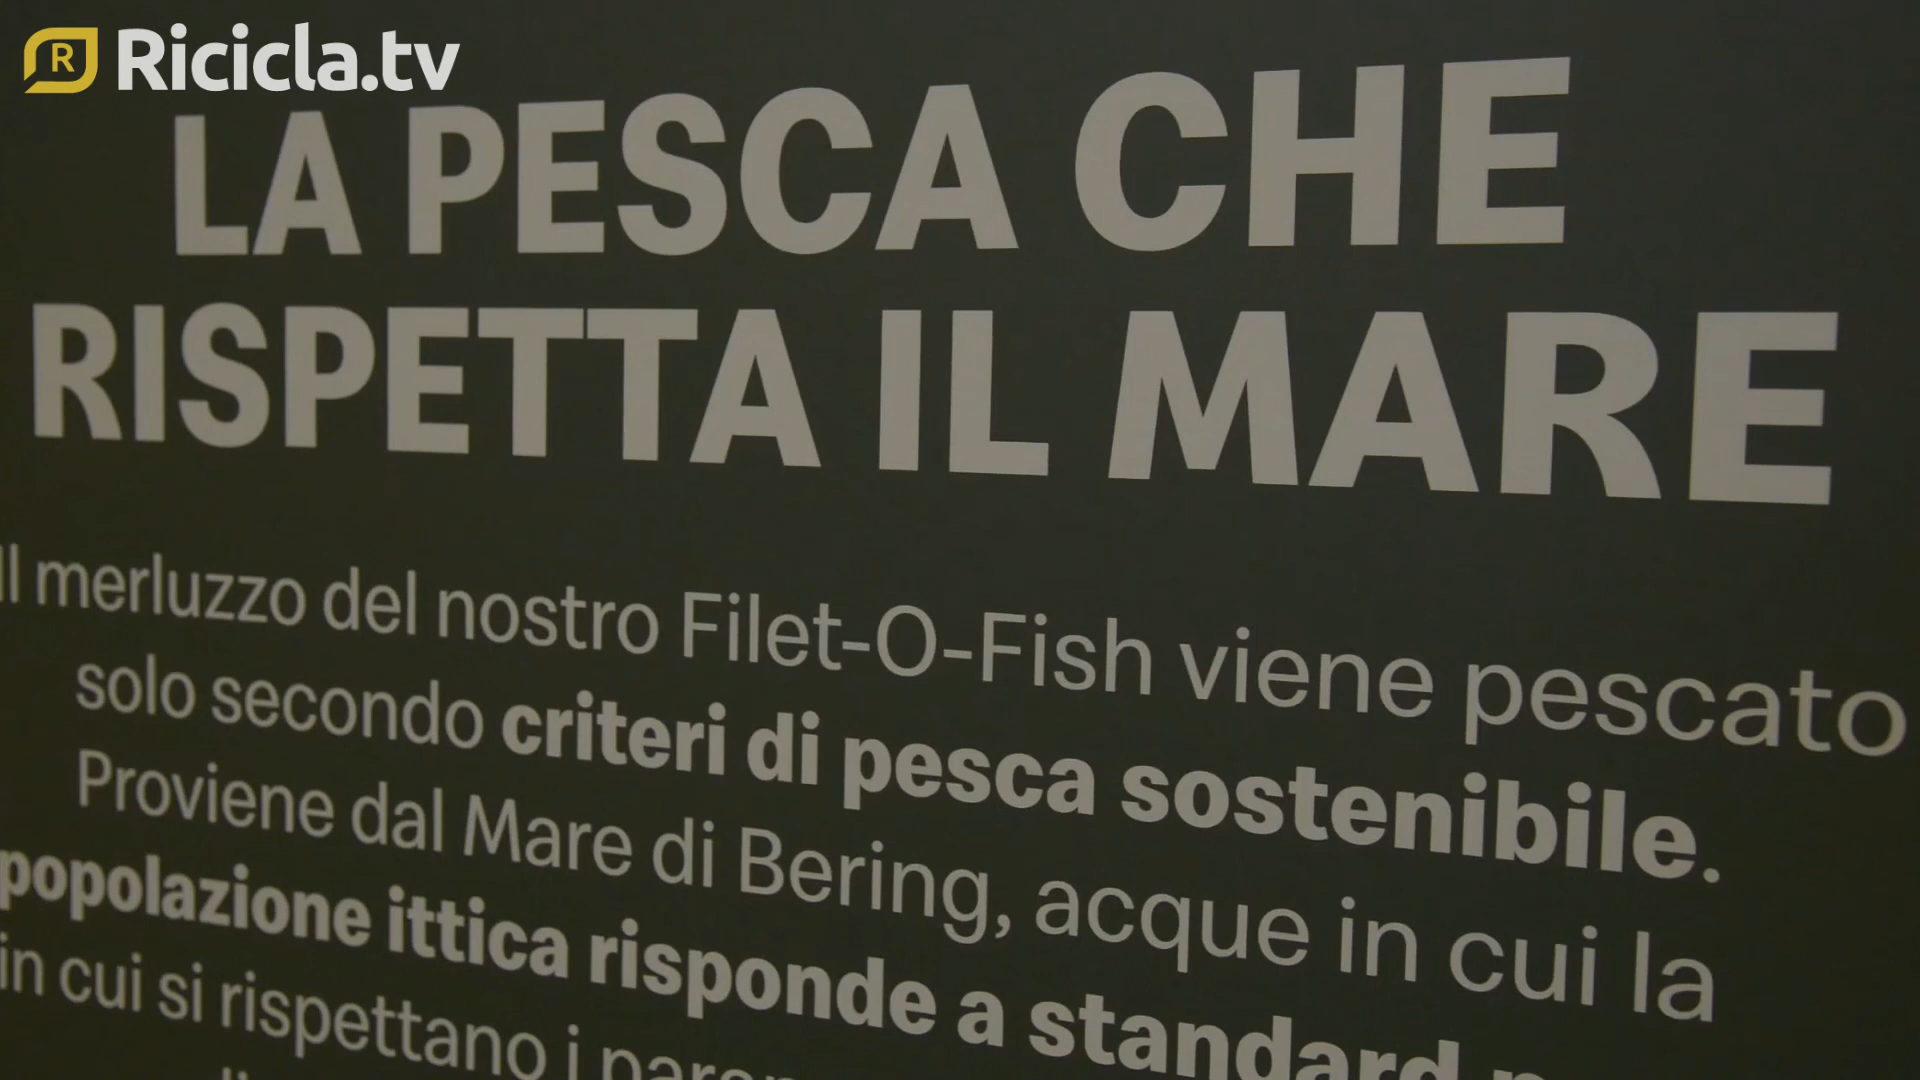 Ricicla.tv
LA PESCA CHE
RISPETTA IL MARE
Il merluzzo del nostro Filet-O-Fish viene pescato
solo secondo criteri di pesca sostenibile.
Proviene dal Mare di Bering, acque in cui la
popolazione ittica risponde a standard
in cui si rispettano i